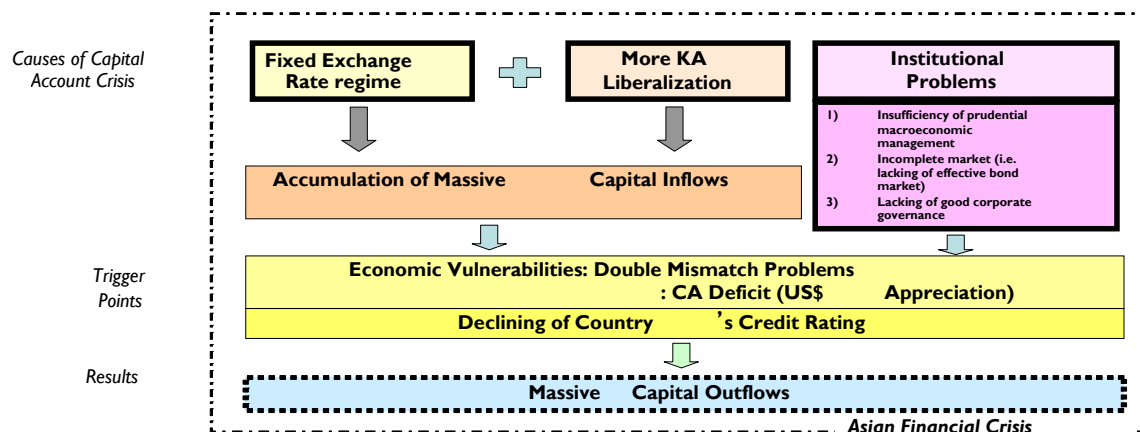 Causes of Capital
Account Crisis
Fixed Exchange
Rate regime
More KA
Liberalization
Institutional
Problems
1) Insufficiency of prudential
macroeconomic
management
2) Incomplete market (i.e.
lacking of effective bond
market)
3) Lacking of good corporate
governance
Accumulation of Massive Capital Inflows
Trigger
Points
Economic Vulnerabilities: Double Mismatch Problems
: CA Deficit (US$ Appreciation)
Declining of Country 's Credit Rating
Results
Massive Capital Outflows
Asian Financial Crisis